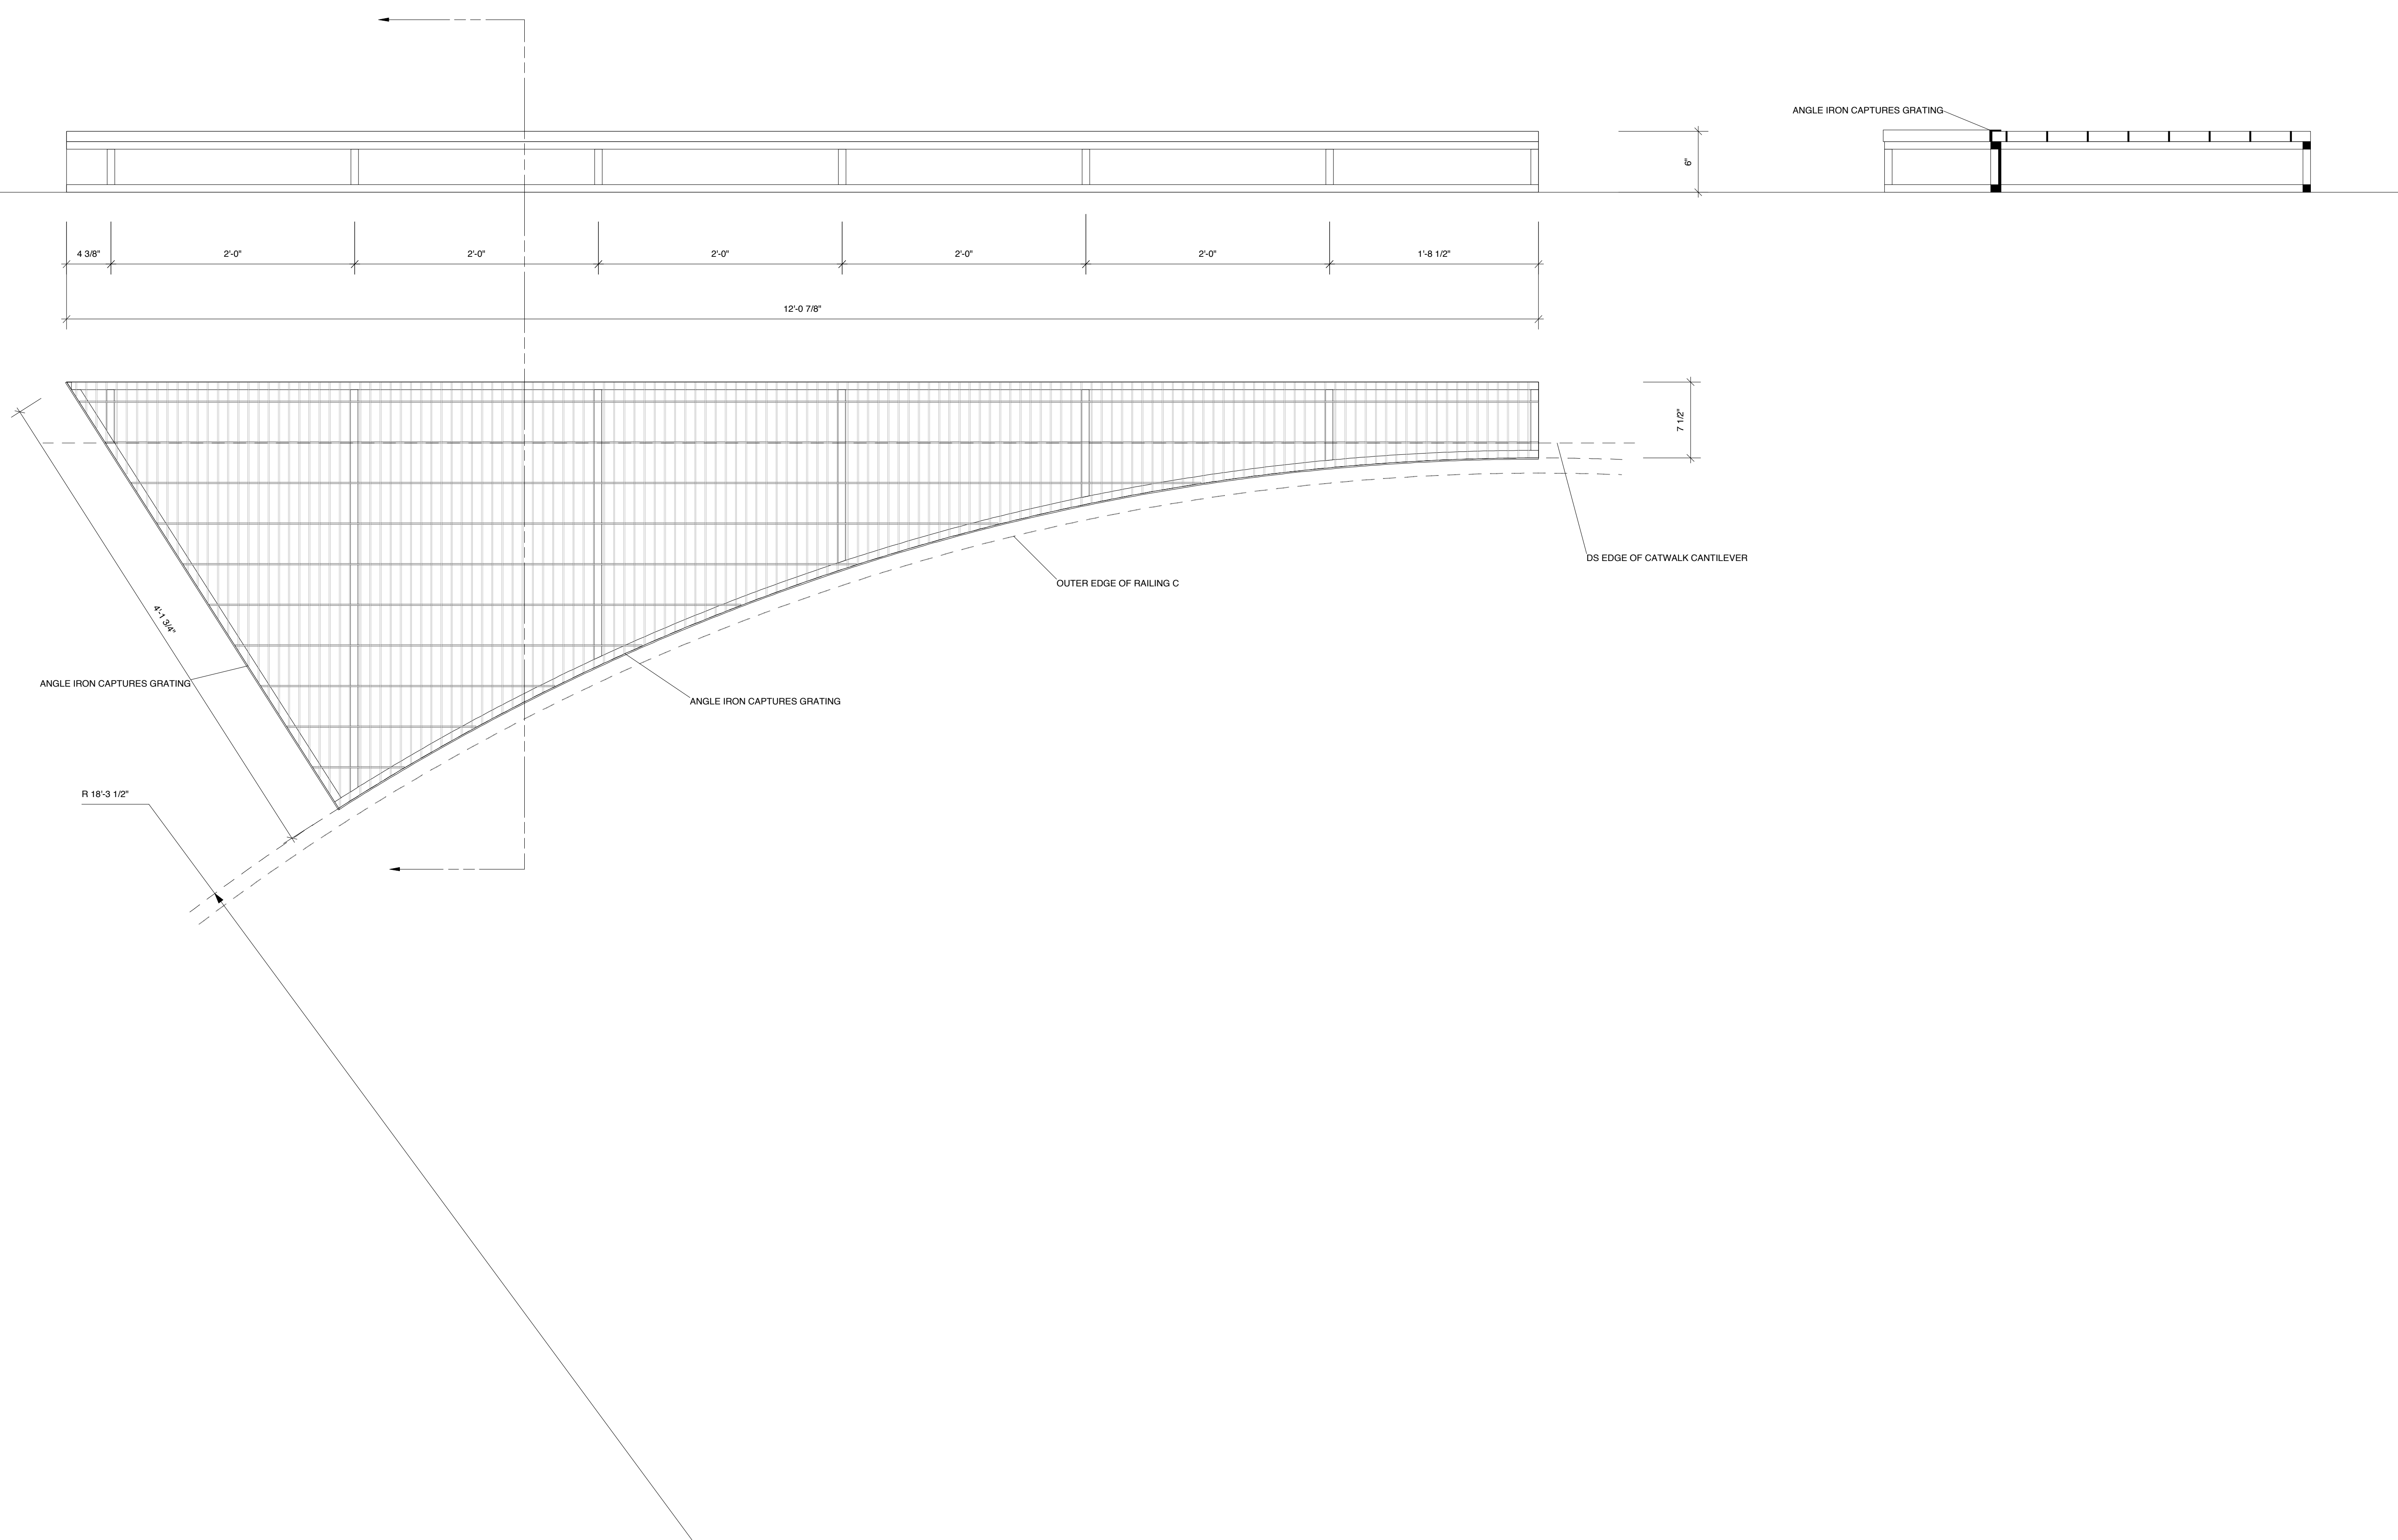 ANGLE IRON CAPTURES GRATING
6"
4 3/8"
2'-0"
2'-0"
2'-0"
2'-0"
2'-0"
1'-8 1/2"
12'-0 7/8"
7 1/2"
DS EDGE OF CATWALK CANTILEVER
OUTER EDGE OF RAILING C
4'-1 3/4"
ANGLE IRON CAPTURES GRATING
ANGLE IRON CAPTURES GRATING
R 18'-3 1/2"